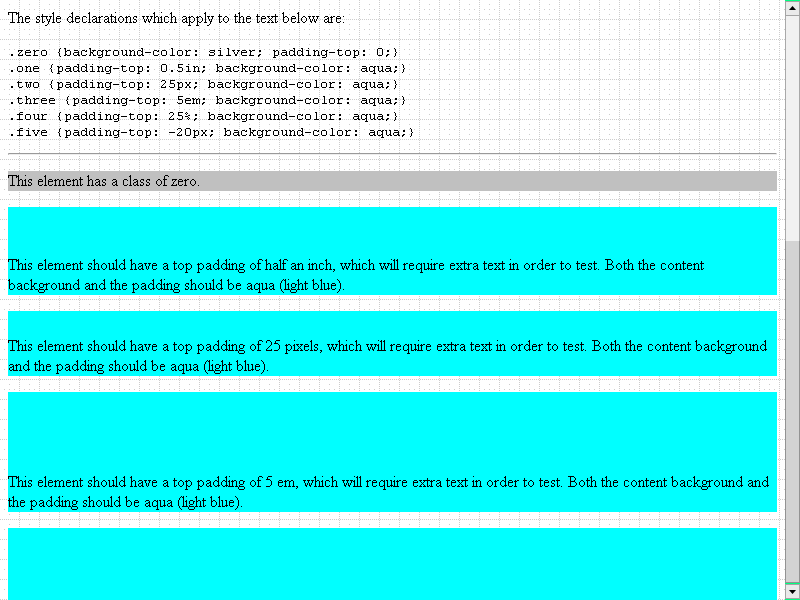 The style declarations which apply to the text below are:
.zero {background-color: silver; padding-top: 0;}
.one {padding-top: 0.5in; background-color: aqua;}
.two {padding-top: 25px; background-color: aqua;}
.three {padding-top: 5em; background-color: aqua;}
.four {padding-top: 25%; background-color: aqua;}
.five {padding-top: -20px; background-color: aqua;}
This element has a class of zero.
This element should have a top padding of half an inch, which will require extra text in order to test. Both the content
background and the padding should be aqua (light blue).
This element should have a top padding of 25 pixels, which will require extra text in order to test. Both the content background
and the padding should be aqua (light blue).
This element should have a top padding of 5 em, which will require extra text in order to test. Both the content background and
the padding should be aqua (light blue).